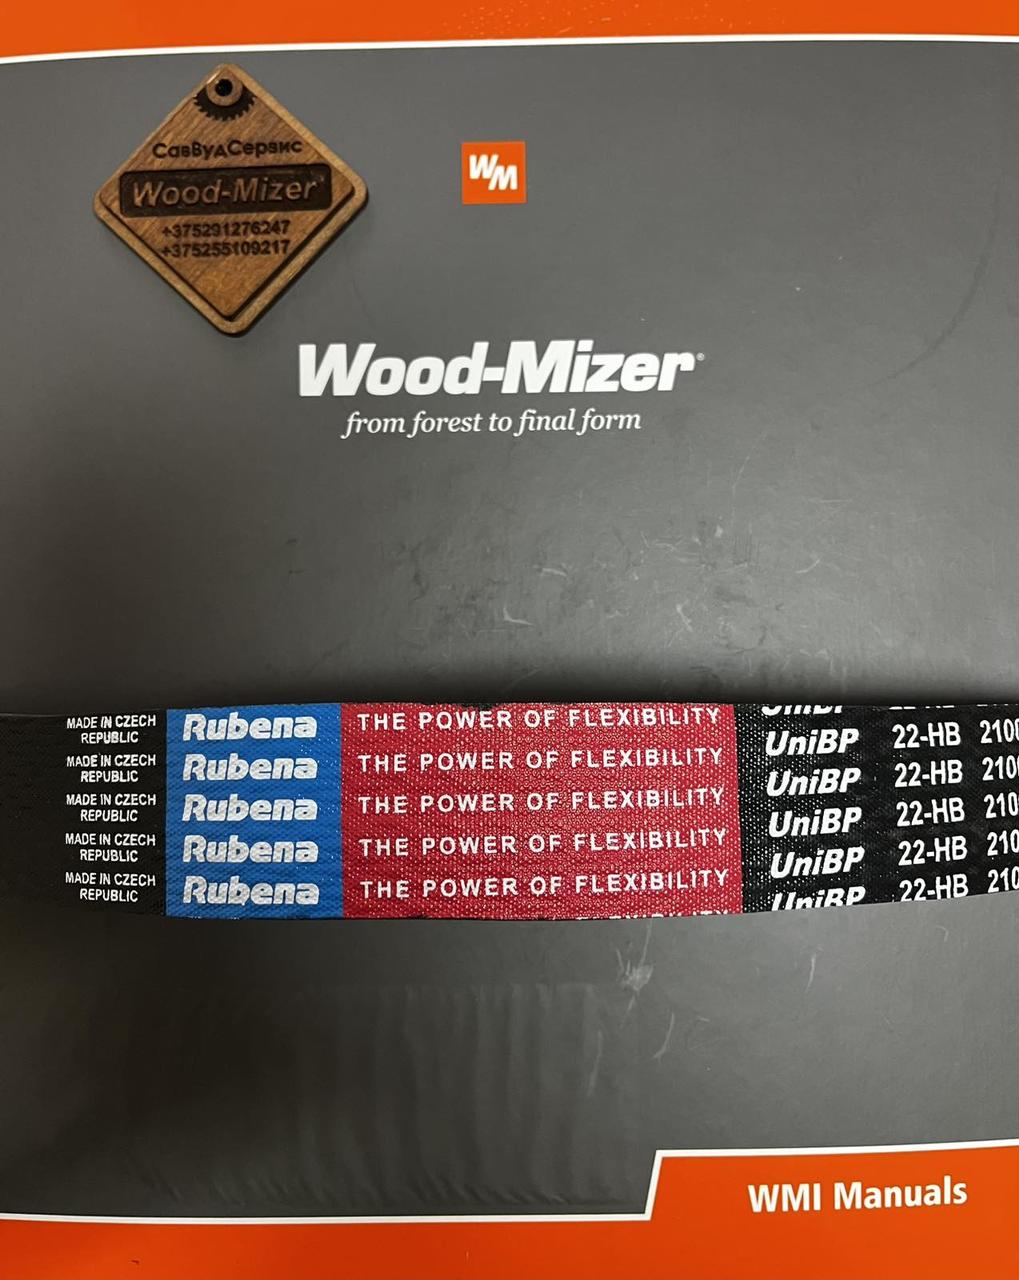 СавВудСервис
Wood-Mizer
+375291276247
+375255109217
WM
Wood-Mizer®
from forest to final form
MADE IN CZECH REPUBLIC Rubena THE POWER OF FLEXIBILITY UniBP 22-HB
MADE IN CZECH REPUBLIC Rubena THE POWER OF FLEXIBILITY UniBP 22-HB
MADE IN CZECH REPUBLIC Rubena THE POWER OF FLEXIBILITY UniBP 22-HB
MADE IN CZECH REPUBLIC Rubena THE POWER OF FLEXIBILITY UniBP 22-HB
MADE IN CZECH REPUBLIC Rubena THE POWER OF FLEXIBILITY UniBP 22-HB
WMI Manuals